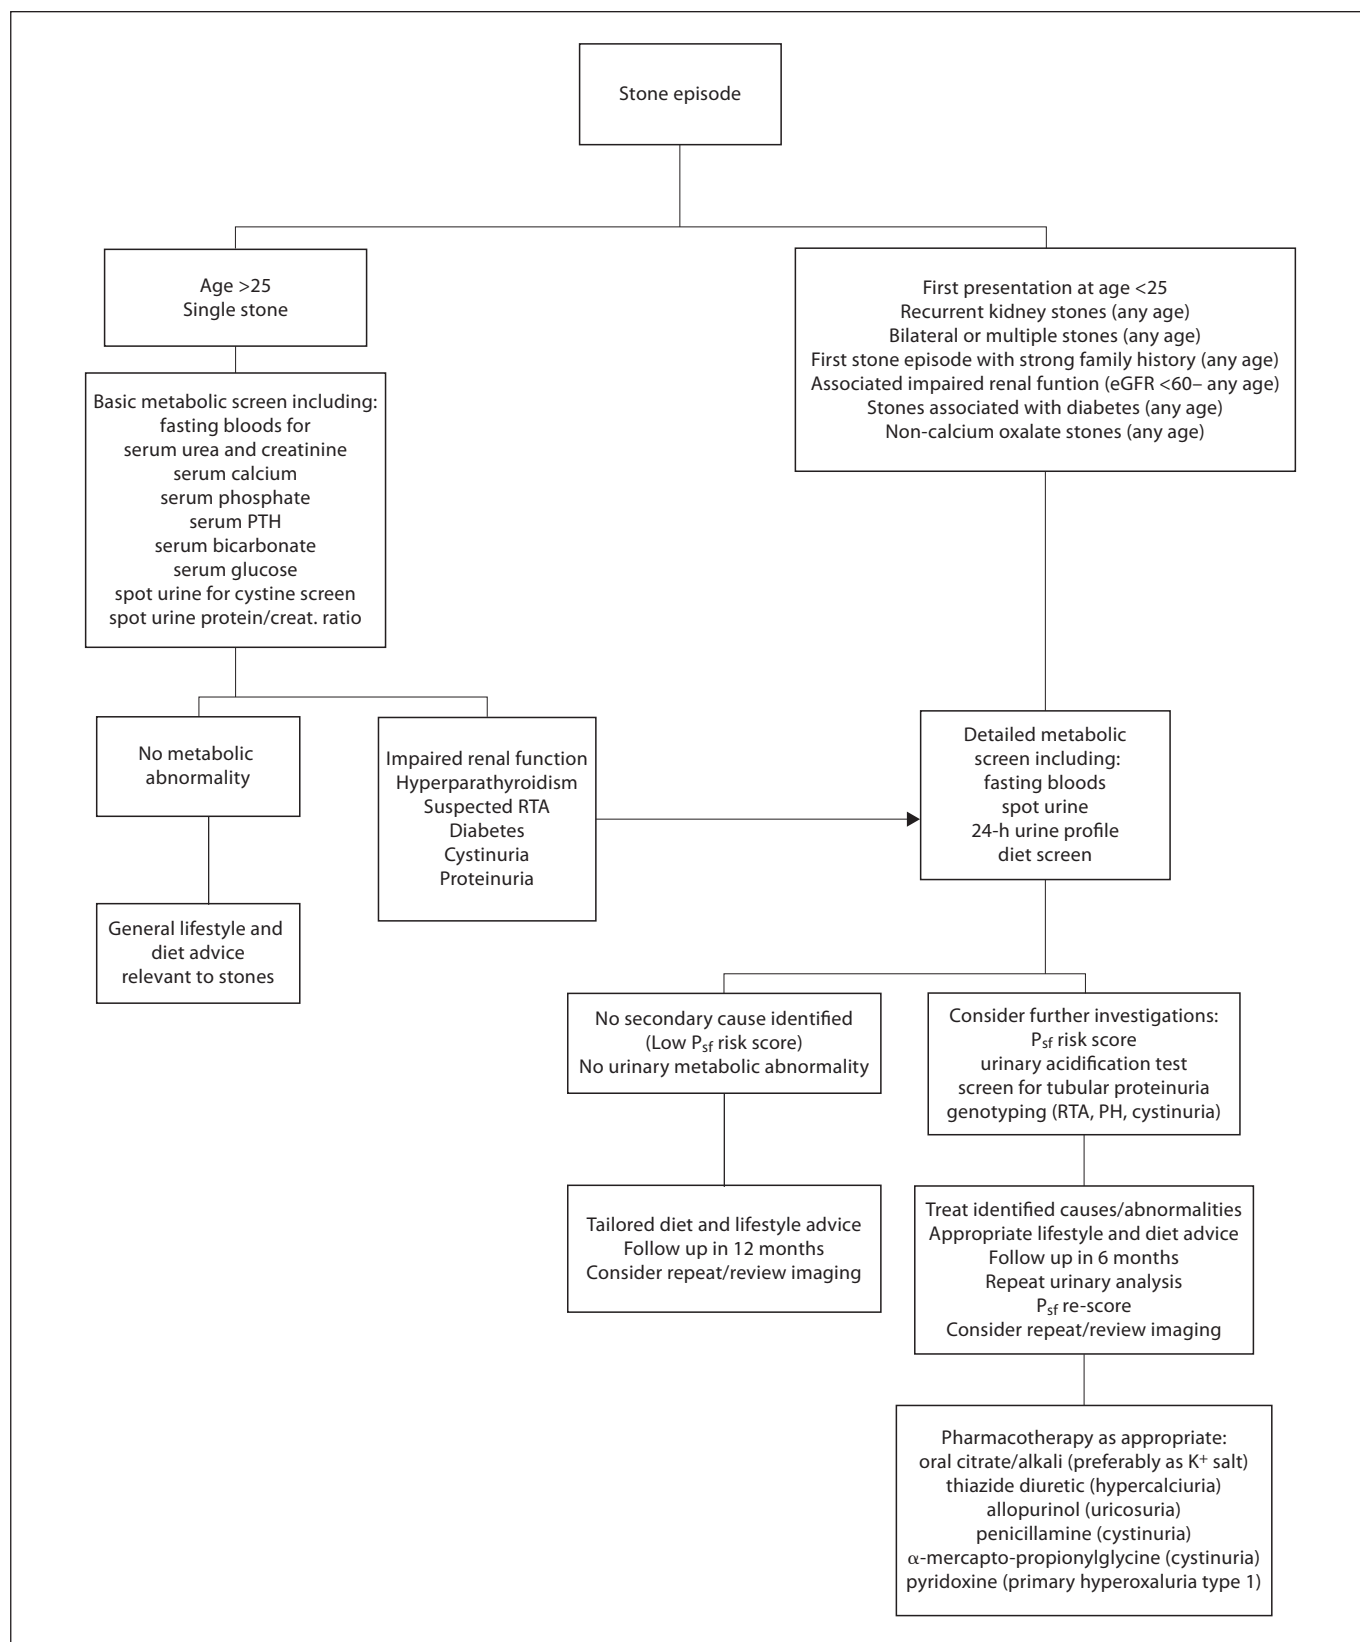 Stone episode
Age >25
Single stone
First presentation at age <25
Recurrent kidney stones (any age)
Bilateral or multiple stones (any age)
First stone episode with strong family history (any age)
Associated impaired renal funtion (eGFR <60– any age)
Stones associated with diabetes (any age)
Non-calcium oxalate stones (any age)
Basic metabolic screen including:
fasting bloods for
serum urea and creatinine
serum calcium
serum phosphate
serum PTH
serum bicarbonate
serum glucose
spot urine for cystine screen
spot urine protein/creat. ratio
No metabolic
abnormality
Impaired renal function
Hyperparathyroidism
Suspected RTA
Diabetes
Cystinuria
Proteinuria
Detailed metabolic
screen including:
fasting bloods
spot urine
24-h urine profile
diet screen
General lifestyle and
diet advice
relevant to stones
No secondary cause identified
(Low Psf risk score)
No urinary metabolic abnormality
Consider further investigations:
Psf risk score
urinary acidification test
screen for tubular proteinuria
genotyping (RTA, PH, cystinuria)
Tailored diet and lifestyle advice
Follow up in 12 months
Consider repeat/review imaging
Treat identified causes/abnormalities
Appropriate lifestyle and diet advice
Follow up in 6 months
Repeat urinary analysis
Psf re-score
Consider repeat/review imaging
Pharmacotherapy as appropriate:
oral citrate/alkali (preferably as K+ salt)
thiazide diuretic (hypercalciuria)
allopurinol (uricosuria)
penicillamine (cystinuria)
α-mercapto-propionylglycine (cystinuria)
pyridoxine (primary hyperoxaluria type 1)